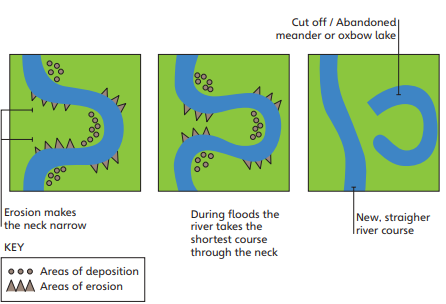 Cut off / Abandoned
meander or oxbow lake
Erosion makes
the neck narrow
During floods the
river takes the
shortest course
through the neck
New, straigher
river course
KEY
Areas of deposition
Areas of erosion